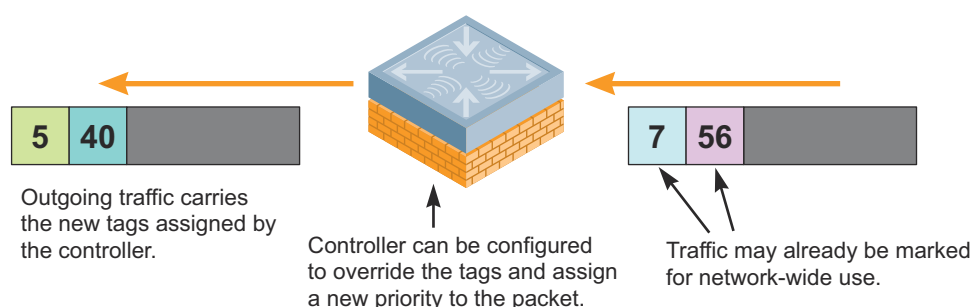 5 40
7 56
Outgoing traffic carries
the new tags assigned by
the controller.
Controller can be configured
to override the tags and assign
a new priority to the packet.
Traffic may already be marked
for network-wide use.